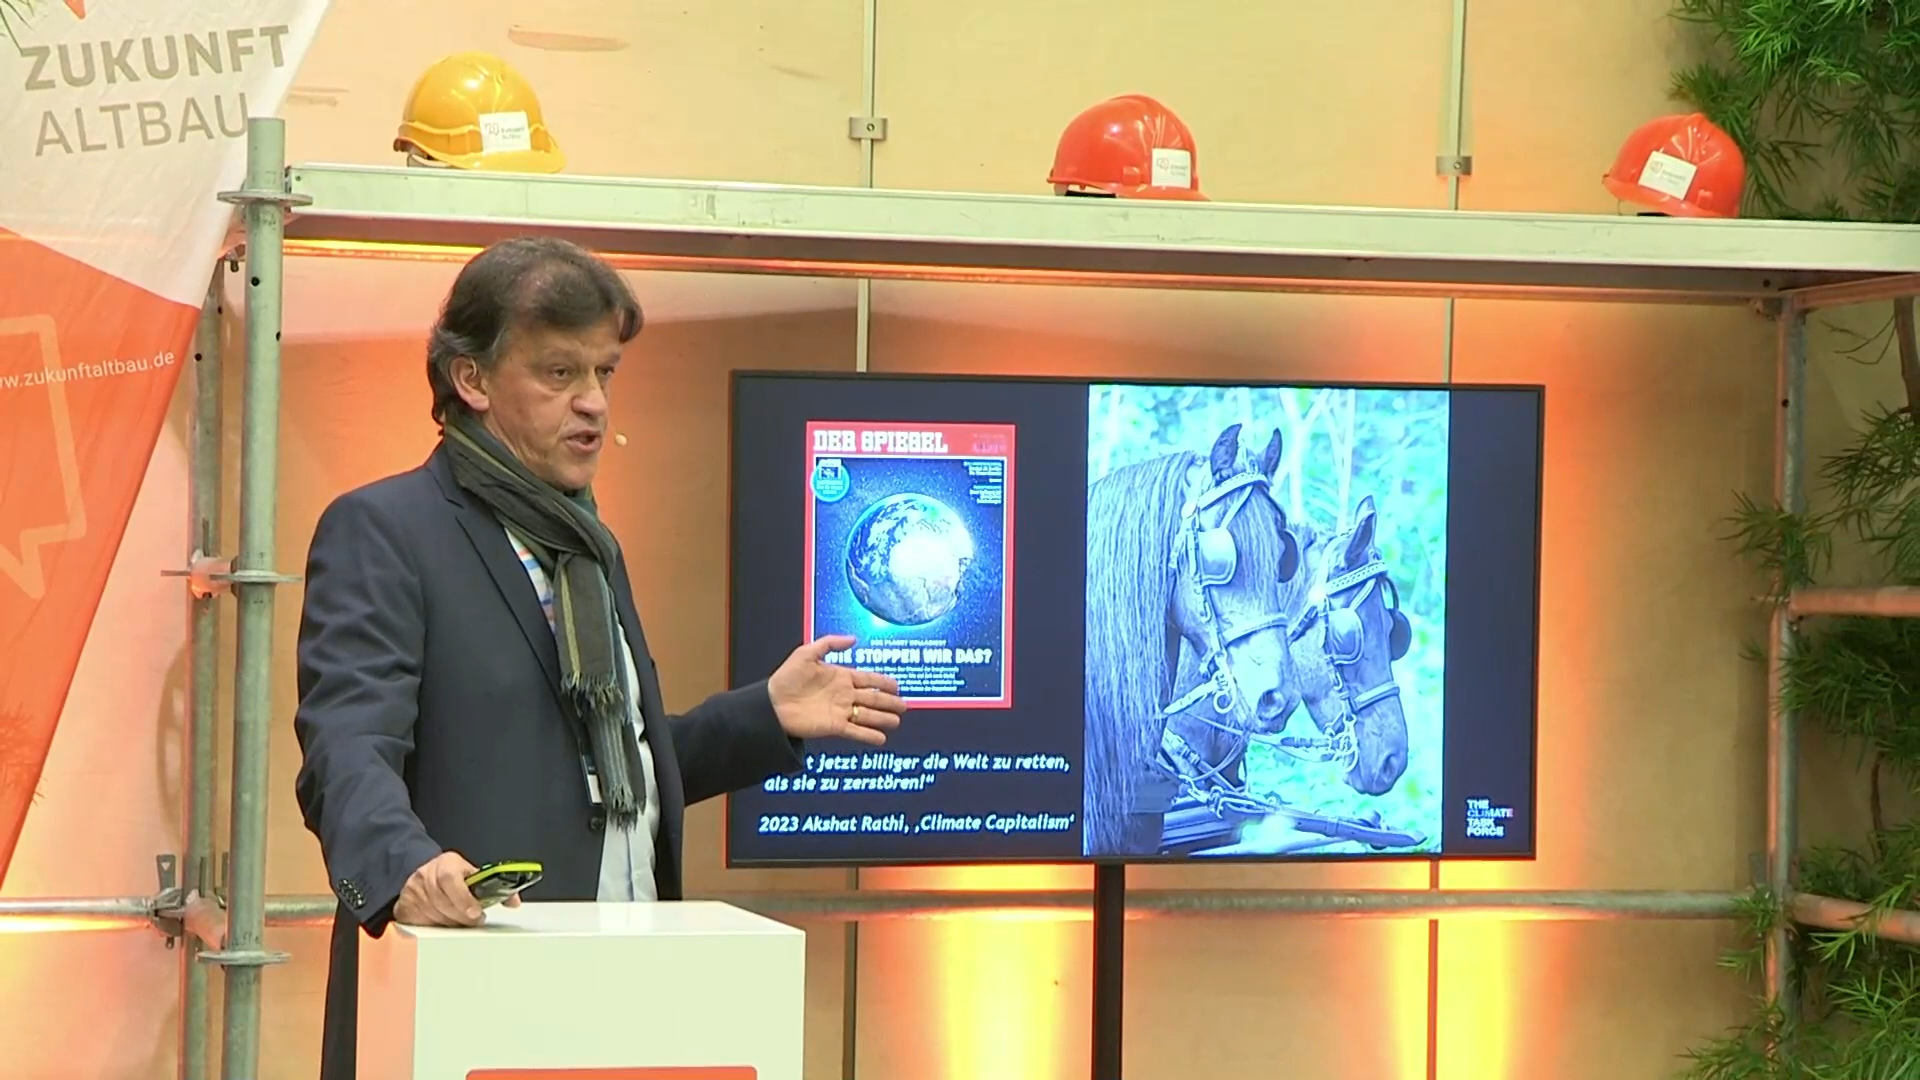 ZUKUNFT
ALTBAU
w.zukunftaltbau.de
DER SPIEGEL
WIE STOPPEN WIR DAS?
t jetzt billiger die Welt zu retten,
als sie zu zerstören!“
2023 Akshat Rathi, ‚Climate Capitalism‘
THE
CLIMATE
TASK
FORCE